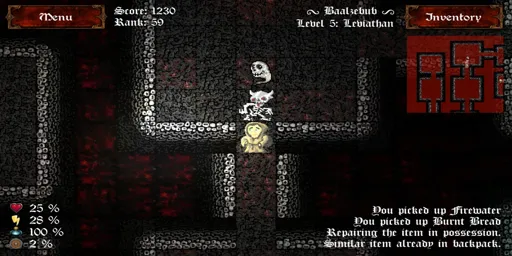 Menu
Score: 1230
Rank: 59
Baalzebub
Level 5: Leviathan
Inventory
25 %
28 %
100 %
2 %
You picked up Firewater
You picked up Burnt Bread
Repairing the item in possession.
Similar item already in backpack.